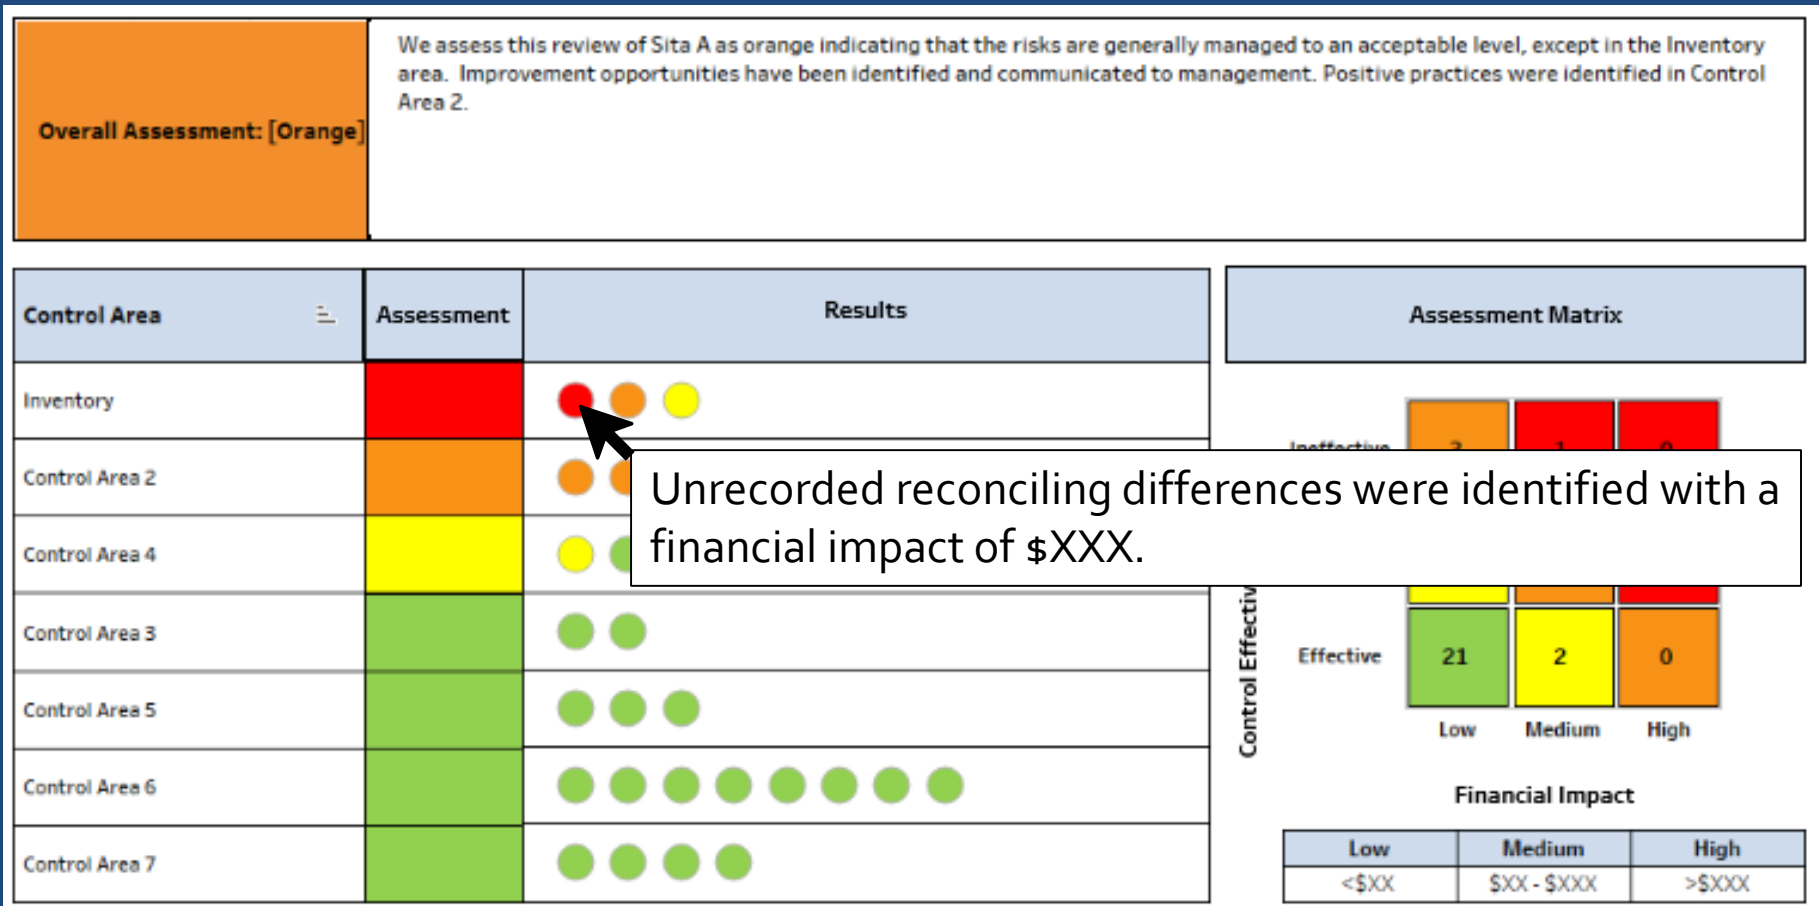 Overall Assessment: [Orange]
We assess this review of Sita A as orange indicating that the risks are generally managed to an acceptable level, except in the Inventory
area. Improvement opportunities have been identified and communicated to management. Positive practices were identified in Control
Area 2.
Control Area
Assessment
Results
Assessment Matrix
Inventory
Control Area 2
Control Area 4
Control Area 3
Control Area 5
Control Area 6
Control Area 7
Unrecorded reconciling differences were identified with a
financial impact of $XXX.
Ineffective
1
0
Effective
21
2
0
Low
Medium
High
Control
Financial Impact
Low
Medium
High
<$XX
$XX - $XXX
>$XXX